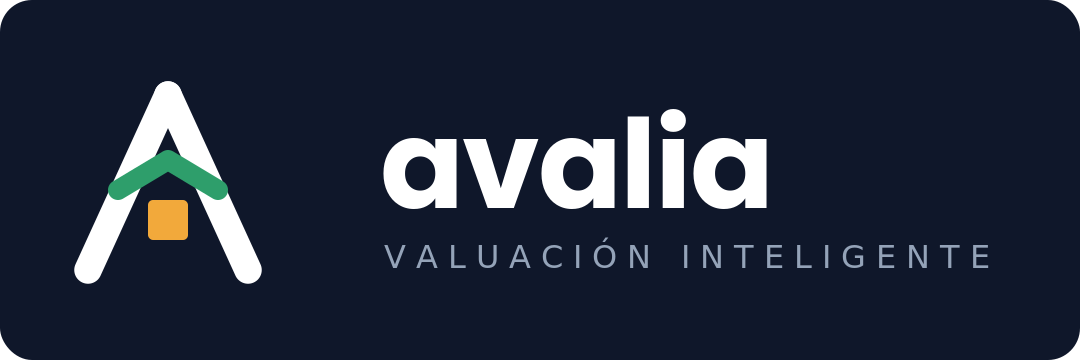 avalia
VALUACIÓN INTELIGENTE